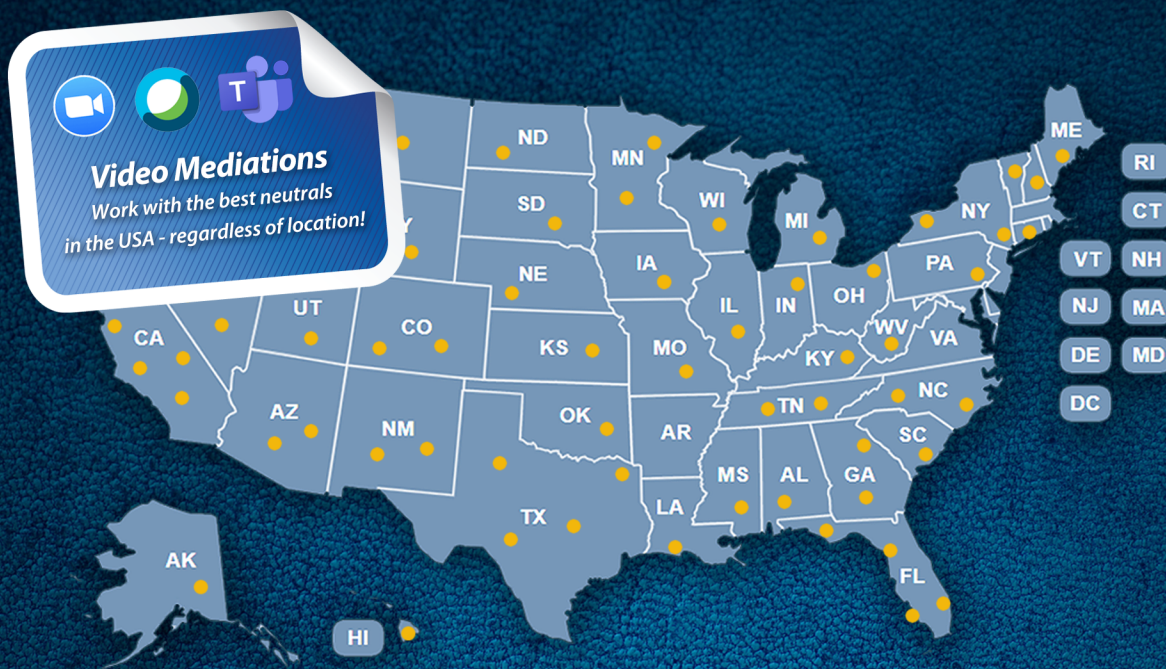 T
Video Mediations
Work with the best neutrals
in the USA - regardless of location!
ND
MN
ME
RI
SD
WI
MI
NY
CT
Y
NE
IA
PA
VT
NH
UT
CO
IL
IN
OH
NJ
MA
CA
KS
MO
KY
WV
VA
DE
MD
AZ
NM
OK
AR
TN
NC
DC
SC
MS
AL
GA
TX
LA
AK
FL
HI